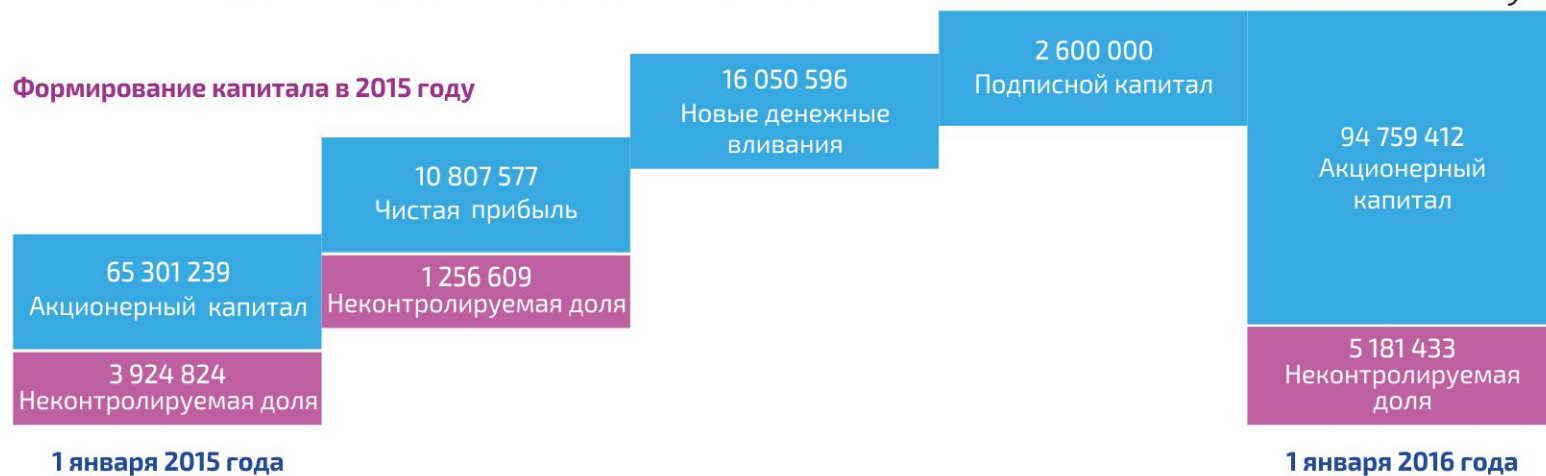 Формирование капитала в 2015 году
65 301 239
Акционерный капитал
3 924 824
Неконтролируемая доля
1 января 2015 года
10 807 577
Чистая прибыль
1 256 609
Неконтролируемая доля
16 050 596
Новые денежные
вливания
2 600 000
Подписной капитал
94 759 412
Акционерный
капитал
5 181 433
Неконтролируемая
доля
1 января 2016 года